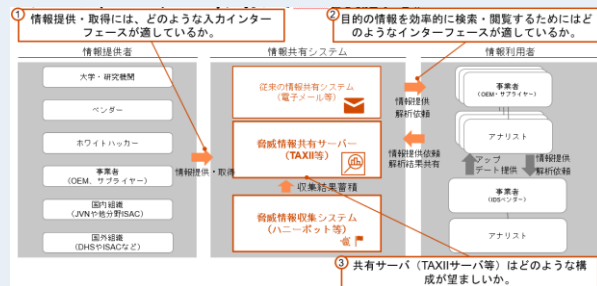 ① 情報提供・取得には、どのような入力インター
フェースが適しているか。
② 目的の情報を効率的に検索・閲覧するためにはど
のようなインターフェースが適しているか。
情報提供者
情報共有システム
情報利用者
大学・研究機関
ベンダー
ホワイトハッカー
事業者
(OEM、サプライヤー)
国内組織
(JVNや他分野ISAC)
国外組織
(DHSやISACなど)
情報提供・取得
従来の情報共有システム
(電子メール等)
脅威情報共有サーバー
(TAXII等)
収集結果蓄積
脅威情報収集システム
(ハニーポット等)
情報提供
解析依頼
情報提供依頼
解析結果共有
事業者
(OEM・サプライヤー)
アナリスト
アップ
デート提供
情報提供
解析依頼
事業者
(IDSベンダー)
アナリスト
③ 共有サーバ（TAXIIサーバ等）はどのような構
成が望ましいか。